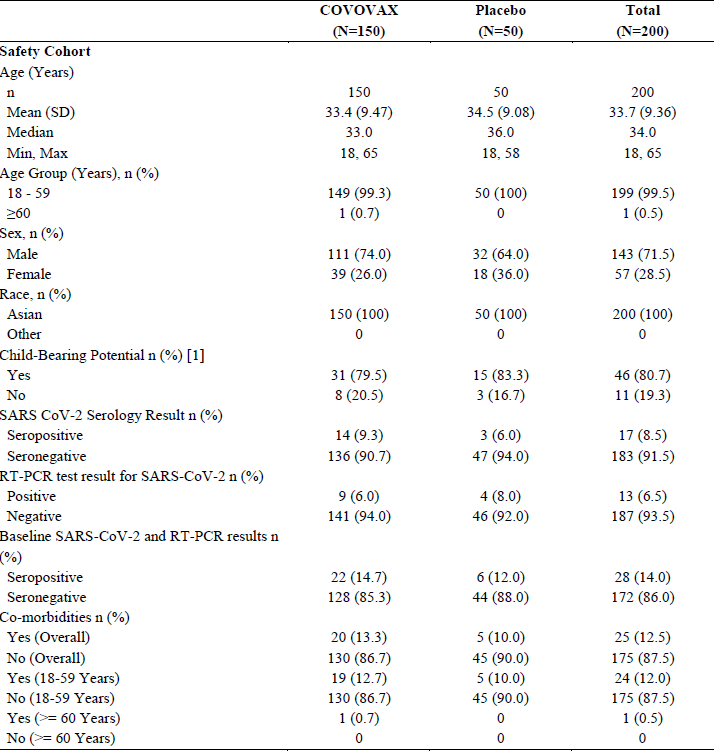 COVOVAX Placebo Total
(N=150) (N=50) (N=200)
Safety Cohort
Age (Years)
n 150 50 200
Mean (SD) 33.4 (9.47) 34.5 (9.08) 33.7 (9.36)
Median 33.0 36.0 34.0
Min, Max 18, 65 18, 58 18, 65
Age Group (Years), n (%)
18 - 59 149 (99.3) 50 (100) 199 (99.5)
≥60 1 (0.7) 0 1 (0.5)
Sex, n (%)
Male 111 (74.0) 32 (64.0) 143 (71.5)
Female 39 (26.0) 18 (36.0) 57 (28.5)
Race, n (%)
Asian 150 (100) 50 (100) 200 (100)
Other 0 0 0
Child-Bearing Potential n (%) [1]
Yes 31 (79.5) 15 (83.3) 46 (80.7)
No 8 (20.5) 3 (16.7) 11 (19.3)
SARS CoV-2 Serology Result n (%)
Seropositive 14 (9.3) 3 (6.0) 17 (8.5)
Seronegative 136 (90.7) 47 (94.0) 183 (91.5)
RT-PCR test result for SARS-CoV-2 n (%)
Positive 9 (6.0) 4 (8.0) 13 (6.5)
Negative 141 (94.0) 46 (92.0) 187 (93.5)
Baseline SARS-CoV-2 and RT-PCR results n
(%)
Seropositive 22 (14.7) 6 (12.0) 28 (14.0)
Seronegative 128 (85.3) 44 (88.0) 172 (86.0)
Co-morbidities n (%)
Yes (Overall) 20 (13.3) 5 (10.0) 25 (12.5)
No (Overall) 130 (86.7) 45 (90.0) 175 (87.5)
Yes (18-59 Years) 19 (12.7) 5 (10.0) 24 (12.0)
No (18-59 Years) 130 (86.7) 45 (90.0) 175 (87.5)
Yes (>= 60 Years) 1 (0.7) 0 1 (0.5)
No (>= 60 Years) 0 0 0